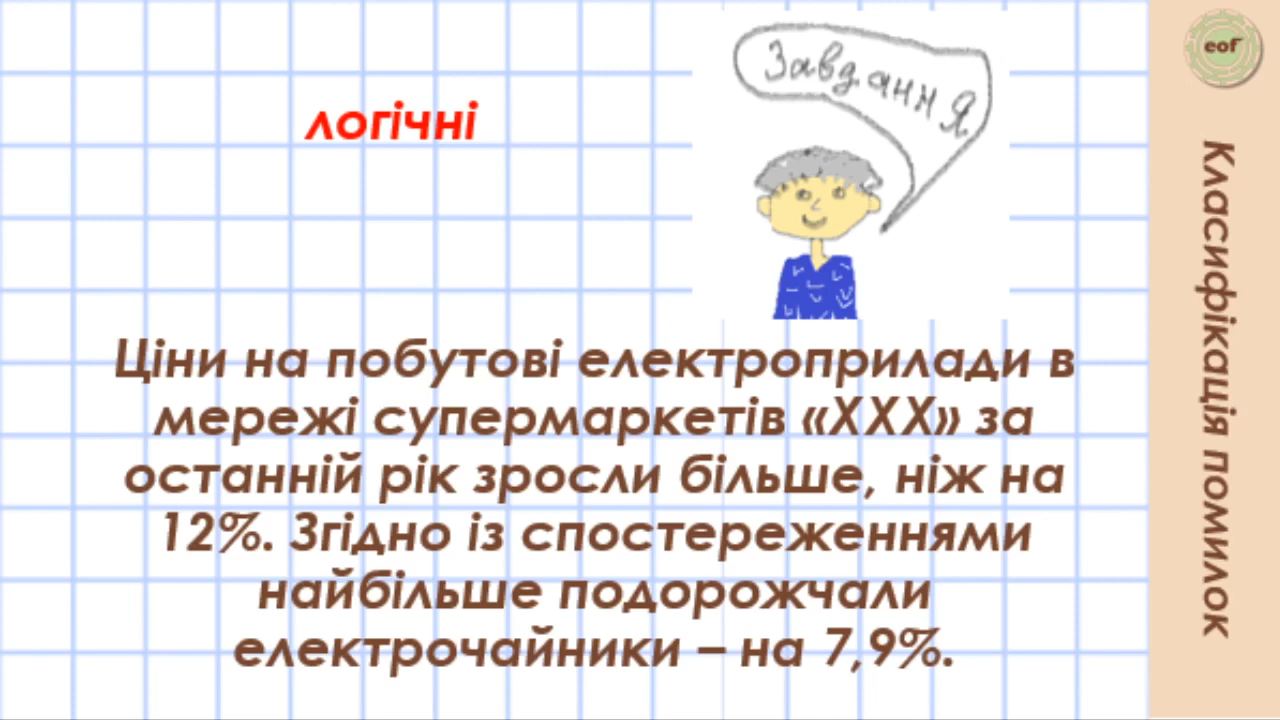 логічні
Завдання
Ціни на побутові електроприлади в
мережі супермаркетів «ХХХ» за
останній рік зросли більше, ніж на
12%. Згідно із спостереженнями
найбільше подорожчали
електрочайники – на 7,9%.
eof
Класифікація помилок